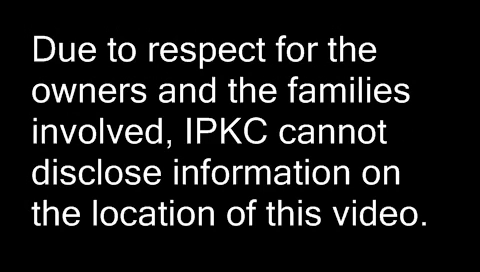 Due to respect for the
owners and the families
involved, IPKC cannot
disclose information on
the location of this video.